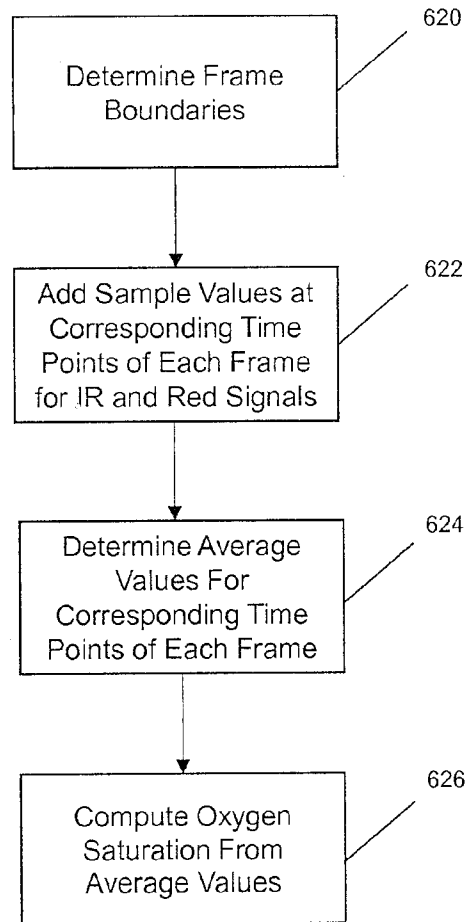 620
Determine Frame
Boundaries
622
Add Sample Values at
Corresponding Time
Points of Each Frame
for IR and Red Signals
624
Determine Average
Values For
Corresponding Time
Points of Each Frame
626
Compute Oxygen
Saturation From
Average Values